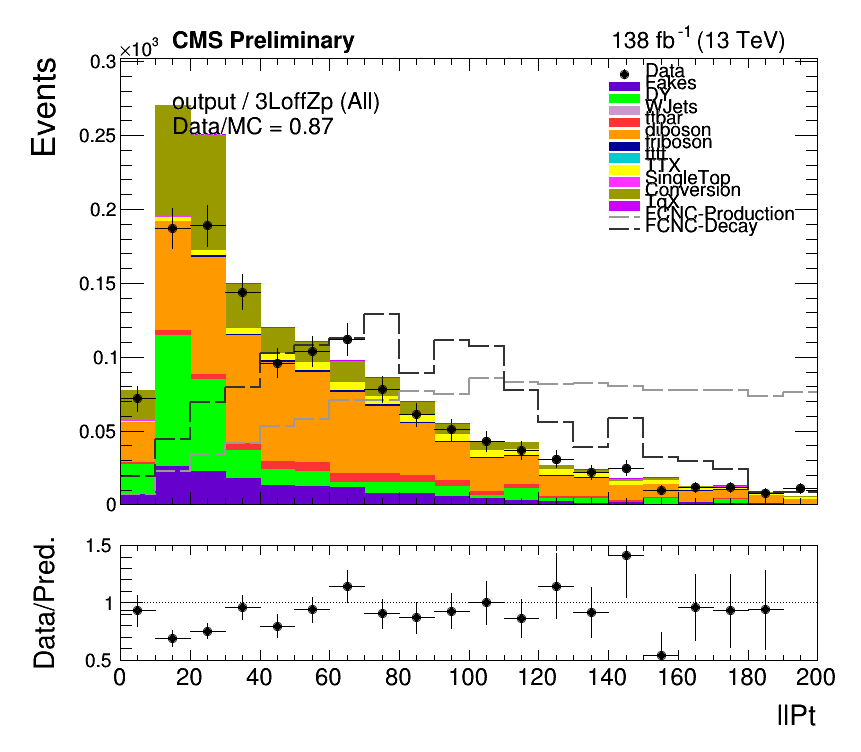 CMS Preliminary
138 fb-1 (13 TeV)
×10³
Events
0.3
0.25
0.2
0.15
0.1
0.05
0
output / 3LoffZp (All)
Data/MC = 0.87
Data
Fakes
DY
WJets
ttbar
diboson
triboson
tttt
TTX
SingleTop
Conversion
TqX
FCNC-Production
FCNC-Decay
Data/Pred.
1.5
1
0.5
0 20 40 60 80 100 120 140 160 180 200
llPt